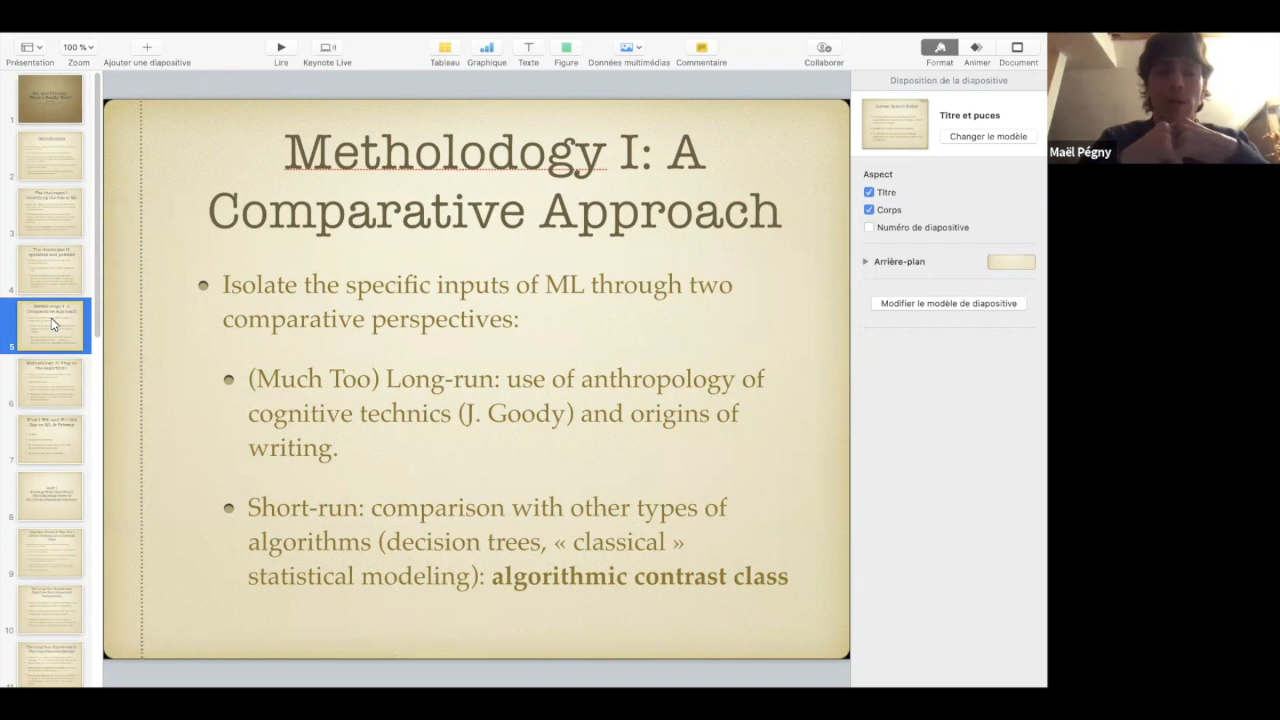 100 %
Présentation
Zoom
Ajouter une diapositive
Lire
Keynote Live
Tableau
Graphique
Texte
Figure
Données multimédias
Commentaire
Collaborer
Format
Animer
Document
1
2
3
4
5
6
7
8
9
10
Metholodogy I: A
Comparative Approach
Isolate the specific inputs of ML through two
comparative perspectives:
(Much Too) Long-run: use of anthropology of
cognitive technics (J. Goody) and origins of
writing.
Short-run: comparison with other types of
algorithms (decision trees, « classical »
statistical modeling): algorithmic contrast class
Disposition de la diapositive
Titre et puces
Changer le modèle
Aspect
Titre
Corps
Numéro de diapositive
Arrière-plan
Modifier le modèle de diapositive
Maël Pégny